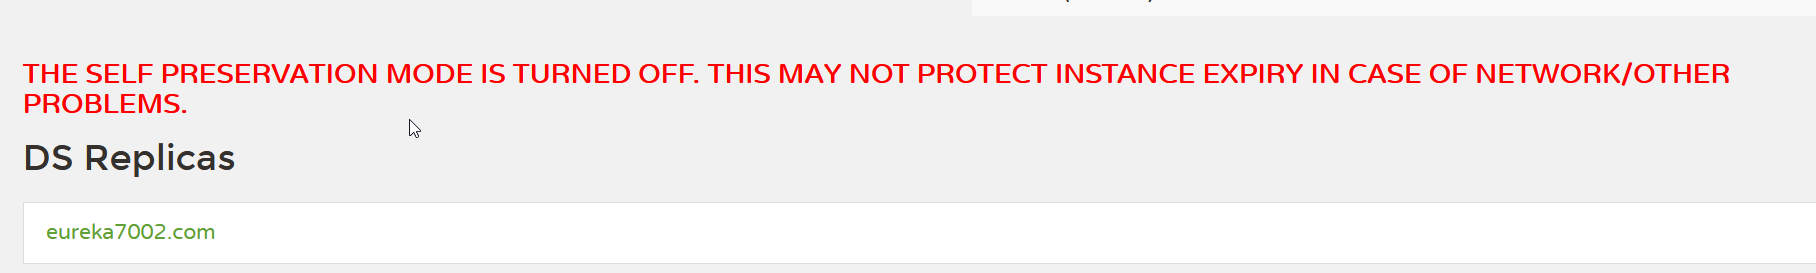 THE SELF PRESERVATION MODE IS TURNED OFF. THIS MAY NOT PROTECT INSTANCE EXPIRY IN CASE OF NETWORK/OTHER
PROBLEMS.
DS Replicas
eureka7002.com